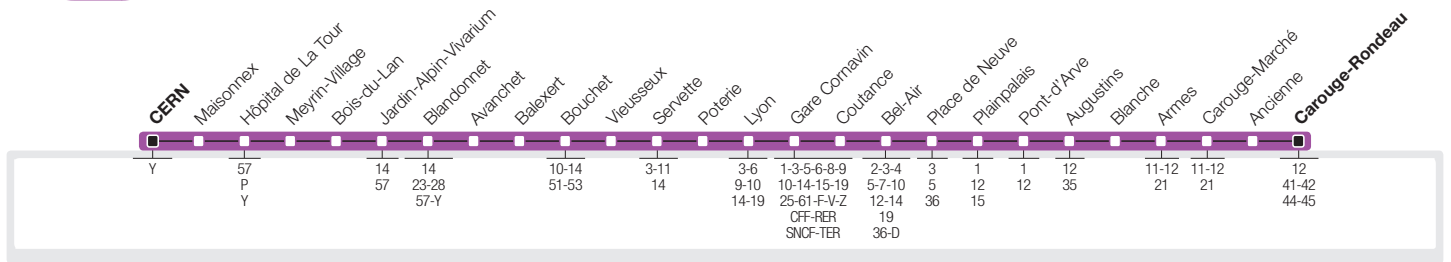 CERN
Maisonnex
Hôpital de La Tour
Meyrin-Village
Bois-du-Lan
Jardin-Alpin-Vivarium
Blandonnet
Avanchet
Balexert
Bouchet
Vieusseux
Servette
Poterie
Lyon
Gare Cornavin
Coutance
Bel-Air
Place de Neuve
Plainpalais
Pont-d'Arve
Augustins
Blanche
Armes
Carouge-Marché
Ancienne
Carouge-Rondeau
Y
57
P
Y
14
57
14
23-28
57-Y
10-14
51-53
3-11
14
3-6
9-10
14-19
1-3-5-6-8-9
10-14-15-19
25-61-F-V-Z
CFF-RER
SNCF-TER
2-3-4
5-7-10
12-14
19
36-D
3
5
36
1
12
15
1
12
12
35
11-12
21
11-12
21
12
41-42
44-45